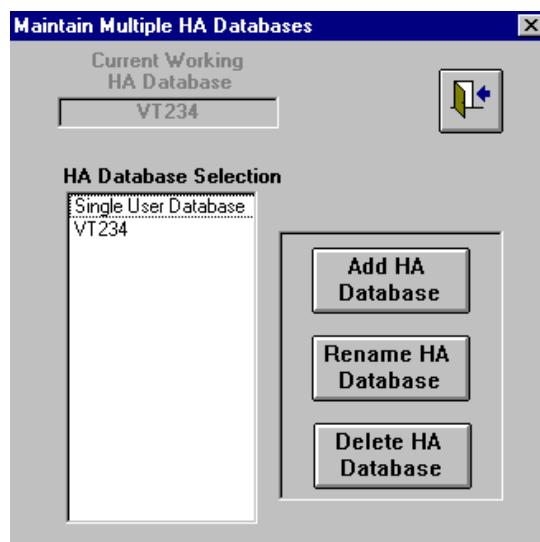 Maintain Multiple HA Databases
Current Working
HA Database
VT234
HA Database Selection
Single User Database
VT234
Add HA
Database
Rename HA
Database
Delete HA
Database